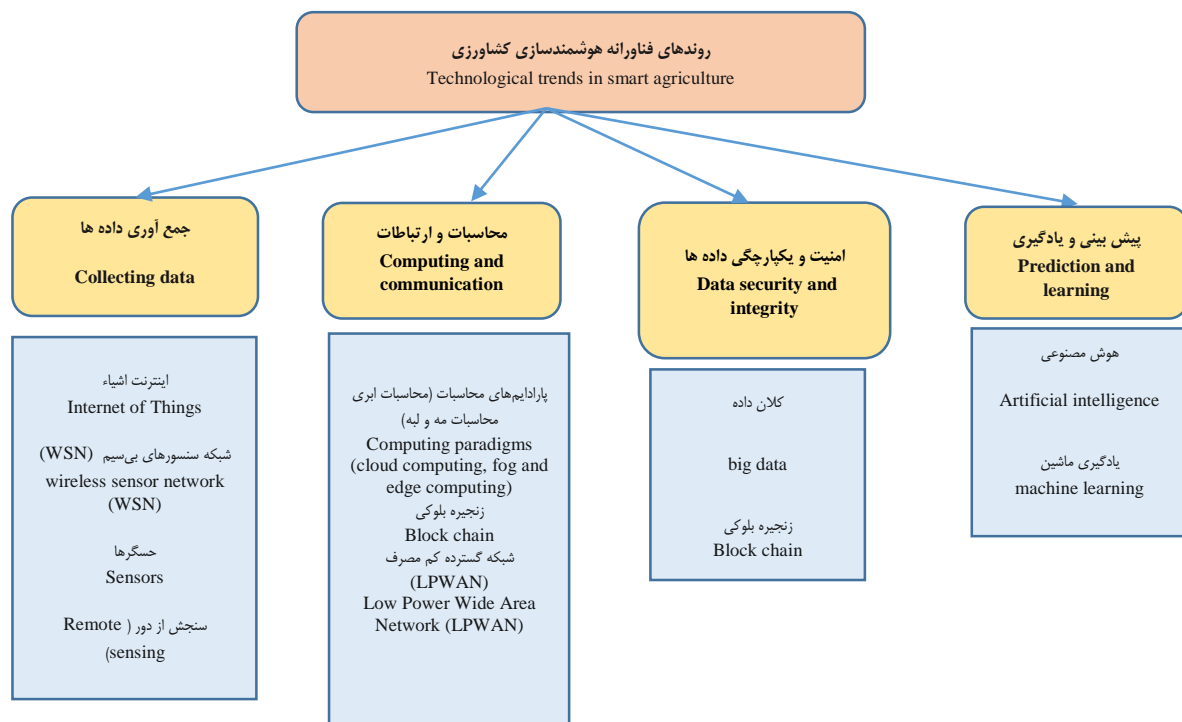 روندهای فناورانه هوشمندسازی کشاورزی
Technological trends in smart agriculture
جمع آوری داده ها
Collecting data
اینترنت اشیاء
Internet of Things
شبکه سنسورهای بی‌سیم (WSN)
wireless sensor network
(WSN)
حسگرها
Sensors
سنجش از دور ( Remote
(sensing
محاسبات و ارتباطات
Computing and
communication
پارادایم‌های محاسبات (محاسبات ابری
محاسبات مه و لبه)
Computing paradigms
(cloud computing, fog and
edge computing)
زنجیره بلوکی
Block chain
شبکه گسترده کم مصرف
(LPWAN)
Low Power Wide Area
Network (LPWAN)
امنیت و یکپارچگی داده ها
Data security and
integrity
کلان داده
big data
زنجیره بلوکی
Block chain
پیش بینی و یادگیری
Prediction and
learning
هوش مصنوعی
Artificial intelligence
یادگیری ماشین
machine learning